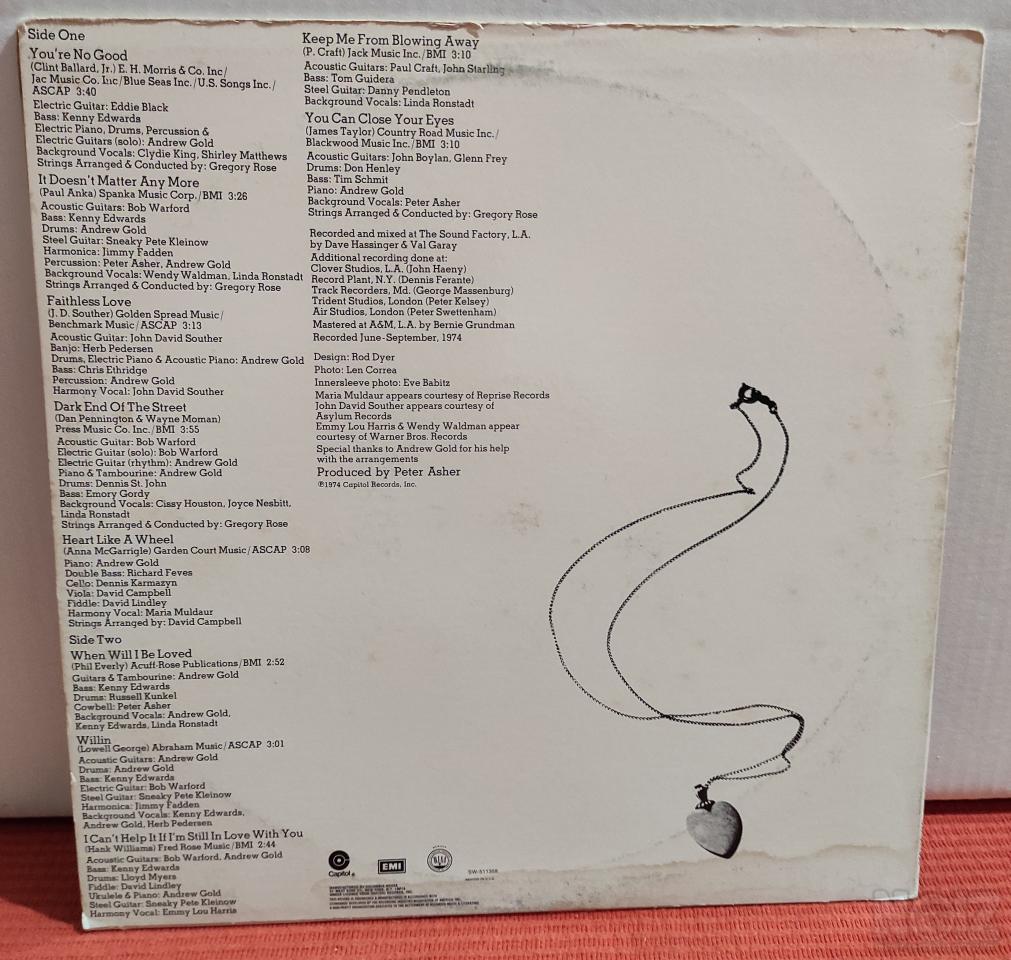 Side One
You're No Good
(Clint Ballard, Jr.) E. H. Morris & Co. Inc/
Jac Music Co. Inc/Blue Seas Inc./U.S. Songs Inc./
ASCAP 3:40
Electric Guitar: Eddie Black
Bass: Kenny Edwards
Electric Piano, Drums, Percussion &
Electric Guitars (solo): Andrew Gold
Background Vocals: Clydie King, Shirley Matthews
Strings Arranged & Conducted by: Gregory Rose
It Doesn't Matter Any More
(Paul Anka) Spanka Music Corp./BMI 3:26
Acoustic Guitars: Bob Warford
Bass: Kenny Edwards
Drums: Andrew Gold
Steel Guitar: Sneaky Pete Kleinow
Harmonica: Jimmy Fadden
Percussion: Peter Asher, Andrew Gold
Background Vocals: Wendy Waldman, Linda Ronstadt
Strings Arranged & Conducted by: Gregory Rose
Faithless Love
(J. D. Souther) Golden Spread Music/
Benchmark Music/ASCAP 3:13
Acoustic Guitar: John David Souther
Banjo: Herb Pedersen
Drums, Electric Piano & Acoustic Piano: Andrew Gold
Bass: Chris Ethridge
Percussion: Andrew Gold
Harmony Vocal: John David Souther
Dark End Of The Street
(Dan Pennington & Wayne Moman)
Press Music Co. Inc./BMI 3:55
Acoustic Guitar: Bob Warford
Electric Guitar (solo): Bob Warford
Electric Guitar (rhythm): Andrew Gold
Piano & Tambourine: Andrew Gold
Drums: Dennis St. John
Bass: Emory Gordy
Background Vocals: Cissy Houston, Joyce Nesbitt,
Linda Ronstadt
Strings Arranged & Conducted by: Gregory Rose
Heart Like A Wheel
(Anna McGarrigle) Garden Court Music/ASCAP 3:08
Piano: Andrew Gold
Double Bass: Richard Feves
Cello: Dennis Karmazyn
Viola: David Campbell
Fiddle: David Lindley
Harmony Vocal: Maria Muldaur
Strings Arranged by: David Campbell
Side Two
When Will I Be Loved
(Phil Everly) Acuff-Rose Publications/BMI 2:52
Guitars & Tambourine: Andrew Gold
Bass: Kenny Edwards
Drums: Russell Kunkel
Cowbell: Peter Asher
Background Vocals: Andrew Gold,
Kenny Edwards, Linda Ronstadt
Willin
(Lowell George) Abraham Music/ASCAP 3:01
Acoustic Guitars: Andrew Gold
Drums: Andrew Gold
Bass: Kenny Edwards
Electric Guitar: Bob Warford
Steel Guitar: Sneaky Pete Kleinow
Harmonica: Jimmy Fadden
Background Vocals: Kenny Edwards,
Andrew Gold, Herb Pedersen
I Can't Help It If I'm Still In Love With You
(Hank Williams) Fred Rose Music/BMI 2:44
Acoustic Guitars: Bob Warford, Andrew Gold
Bass: Kenny Edwards
Drums: Lloyd Myers
Fiddle: David Lindley
Ukulele & Piano: Andrew Gold
Steel Guitar: Sneaky Pete Kleinow
Harmony Vocal: Emmy Lou Harris
Keep Me From Blowing Away
(P. Craft) Jack Music Inc./BMI 3:10
Acoustic Guitars: Paul Craft, John Starling
Bass: Tom Guidera
Steel Guitar: Danny Pendleton
Background Vocals: Linda Ronstadt
You Can Close Your Eyes
(James Taylor) Country Road Music Inc./
Blackwood Music Inc./BMI 3:10
Acoustic Guitars: John Boylan, Glenn Frey
Drums: Don Henley
Bass: Tim Schmit
Piano: Andrew Gold
Background Vocals: Peter Asher
Strings Arranged & Conducted by: Gregory Rose
Recorded and mixed at The Sound Factory, L.A.
by Dave Hassinger & Val Garay
Additional recording done at:
Clover Studios, L.A. (John Haeny)
Record Plant, N.Y. (Dennis Ferante)
Track Recorders, Md. (George Massenburg)
Trident Studios, London (Peter Kelsey)
Air Studios, London (Peter Swettenham)
Mastered at A&M, L.A. by Bernie Grundman
Recorded June-September, 1974
Design: Rod Dyer
Photo: Len Correa
Innersleeve photo: Eve Babitz
Maria Muldaur appears courtesy of Reprise Records
John David Souther appears courtesy of
Asylum Records
Emmy Lou Harris & Wendy Waldman appear
courtesy of Warner Bros. Records
Special thanks to Andrew Gold for his help
with the arrangements
Produced by Peter Asher
℗1974 Capitol Records, Inc.
Capitol
EMI
SW-511358